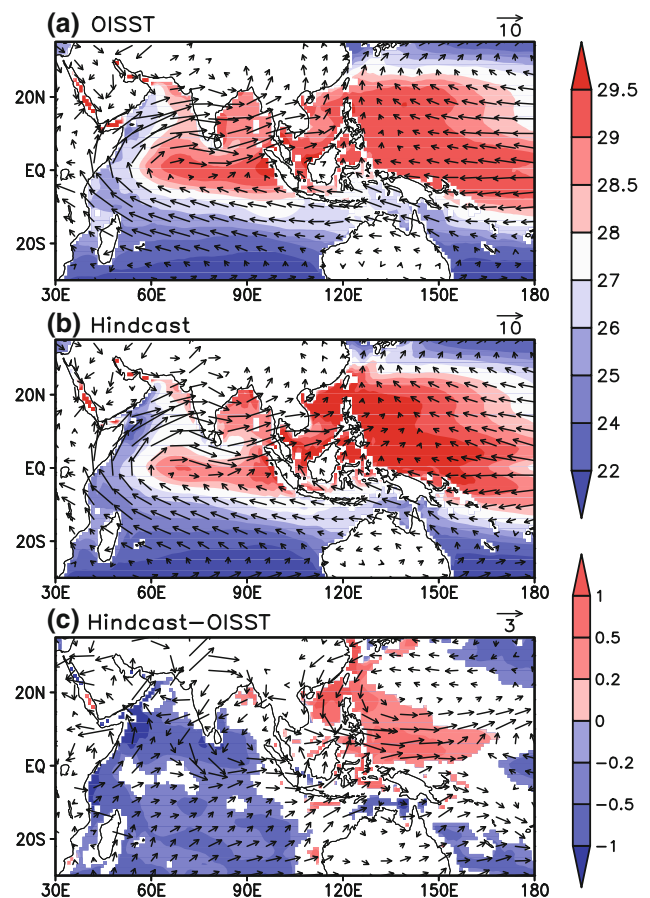 (a) OISST
10
20N
EQ
20S
30E 60E 90E 120E 150E 180
(b) Hindcast
10
20N
EQ
20S
30E 60E 90E 120E 150E 180
(c) Hindcast−OISST
3
20N
EQ
20S
30E 60E 90E 120E 150E 180
29.5
29
28.5
28
27
26
25
24
22
1
0.5
0.2
0
−0.2
−0.5
−1